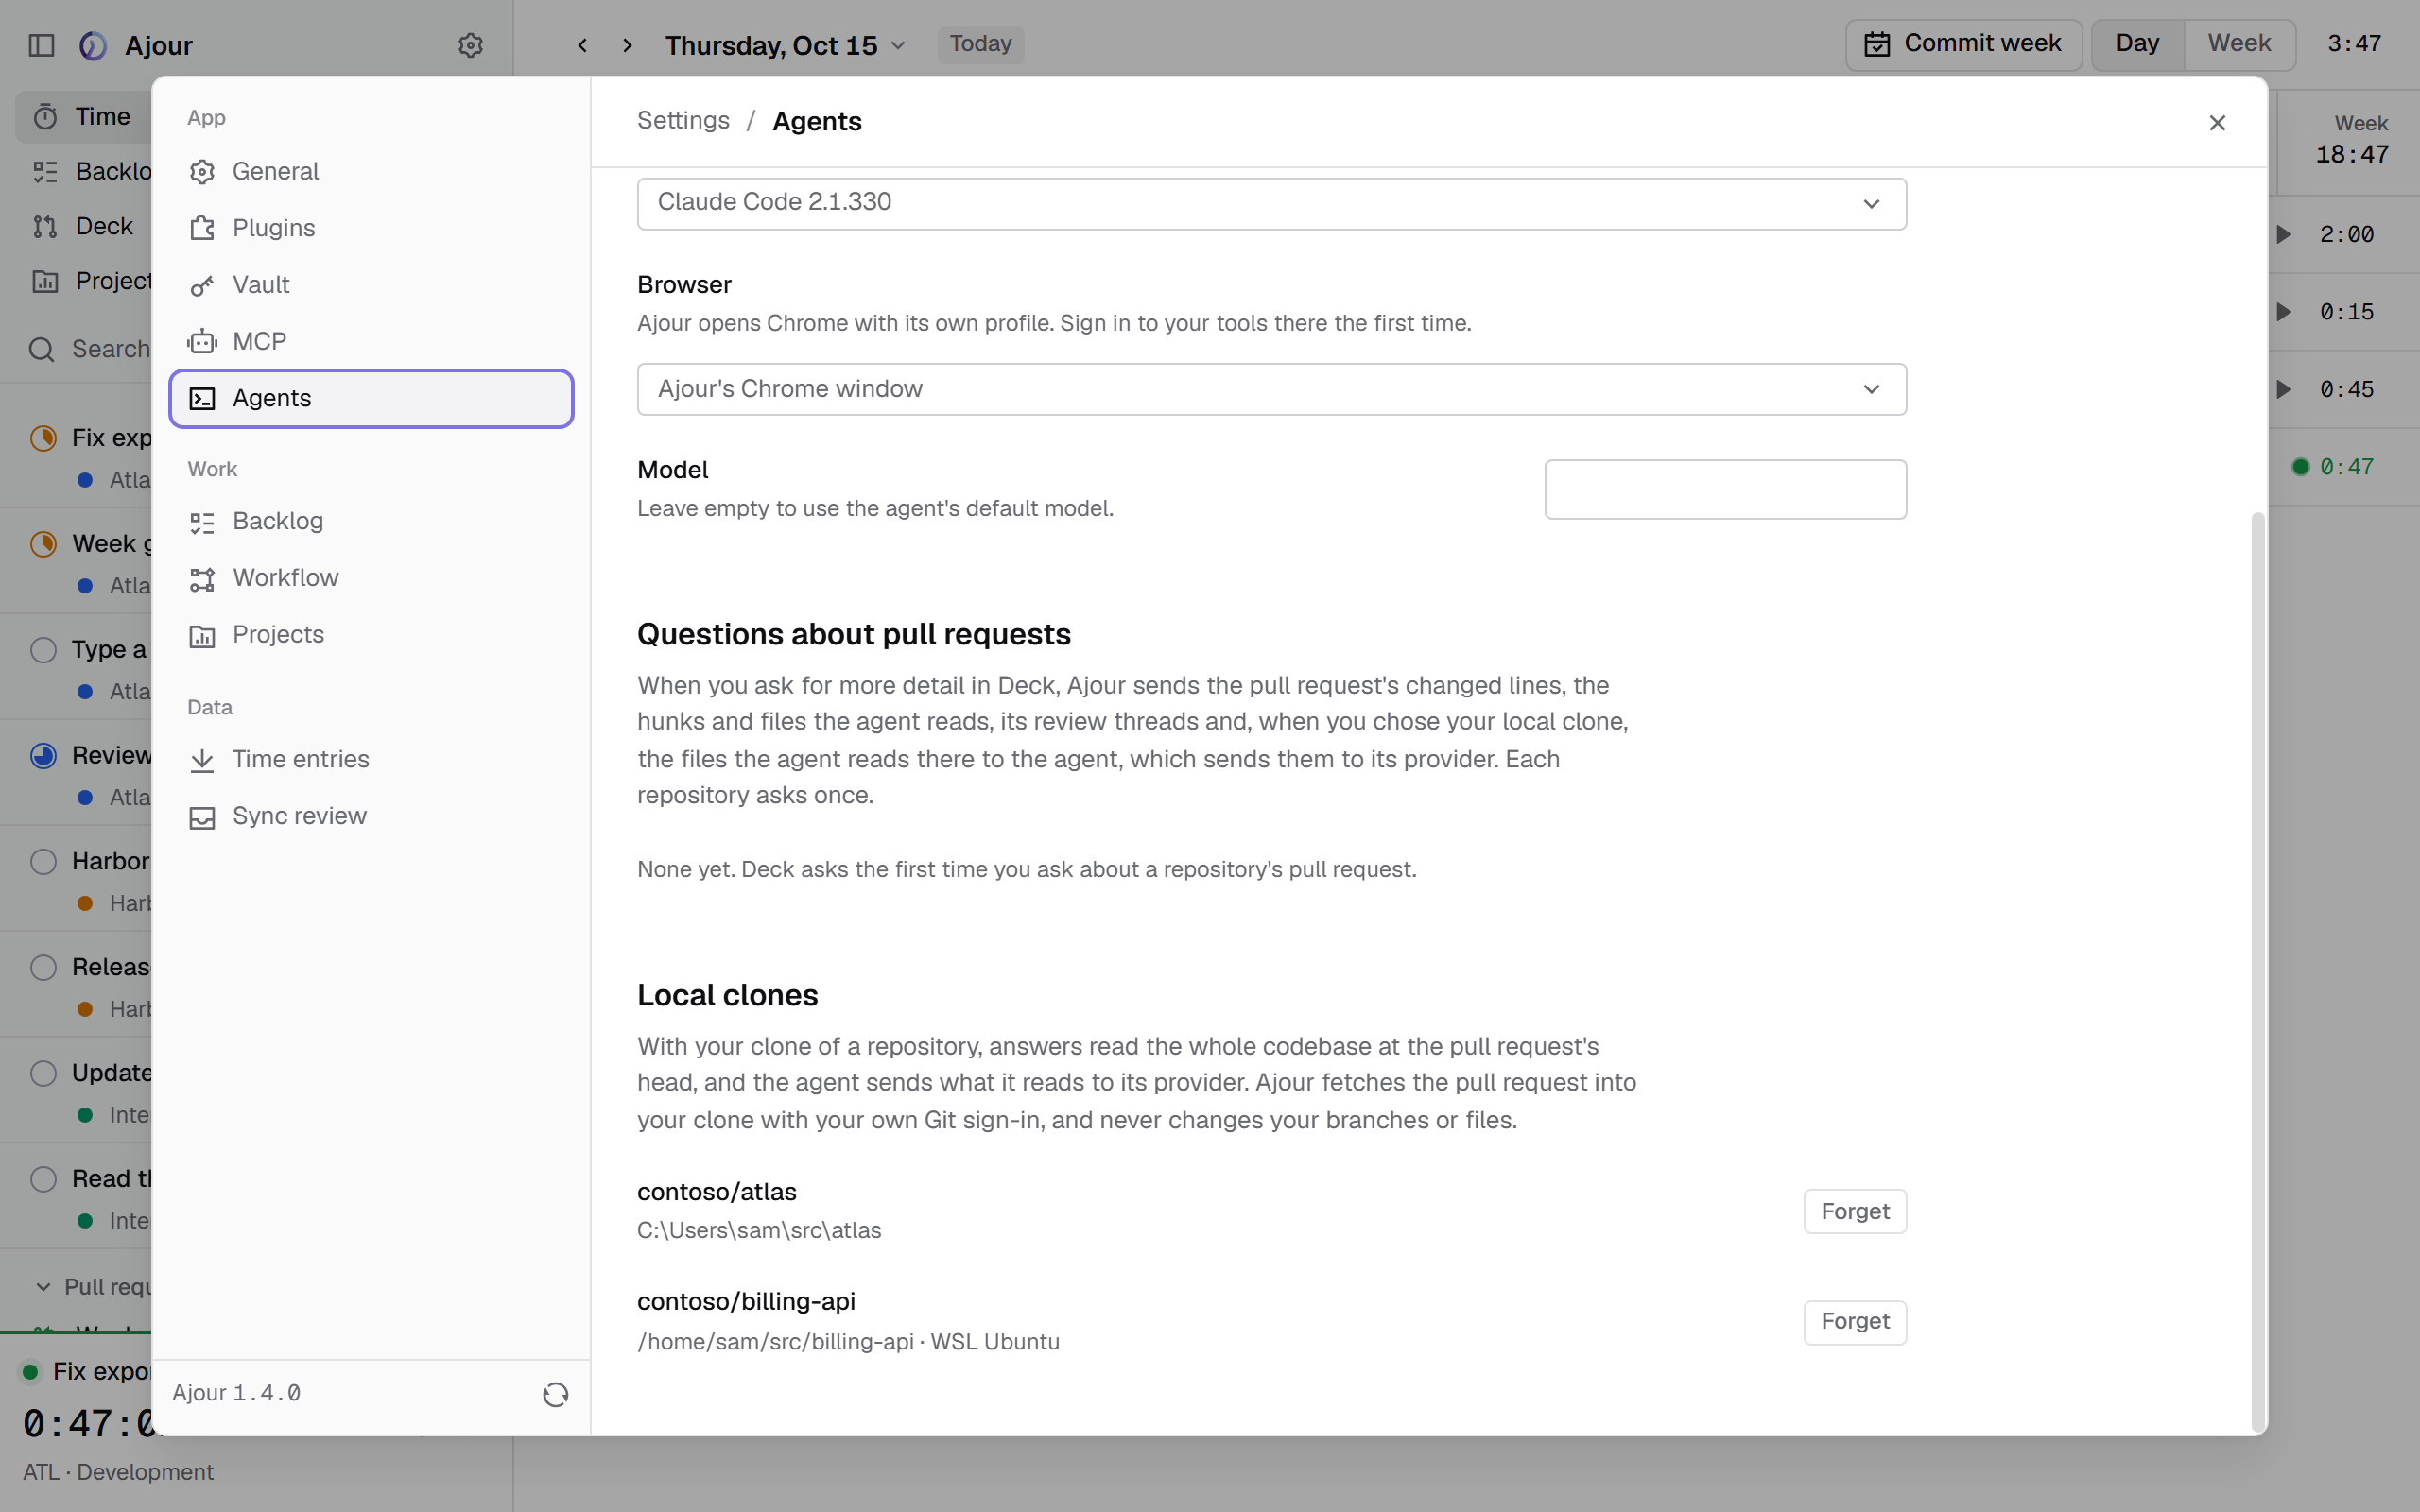 Ajour
Thursday, Oct 15
Today
Commit week
Day
Week
3:47
Time
Backlo
Deck
Project
Search
Fix exp
Atla
Week g
Atla
Type a
Atla
Review
Atla
Harbor
Harb
Releas
Harb
Update
Inte
Read th
Inte
Pull requ
Fix expor
0:47:0
ATL · Development
App
General
Plugins
Vault
MCP
Agents
Work
Backlog
Workflow
Projects
Data
Time entries
Sync review
Ajour 1.4.0
Settings / Agents
Claude Code 2.1.330
Browser
Ajour opens Chrome with its own profile. Sign in to your tools there the first time.
Ajour's Chrome window
Model
Leave empty to use the agent's default model.
Questions about pull requests
When you ask for more detail in Deck, Ajour sends the pull request's changed lines, the
hunks and files the agent reads, its review threads and, when you chose your local clone,
the files the agent reads there to the agent, which sends them to its provider. Each
repository asks once.
None yet. Deck asks the first time you ask about a repository's pull request.
Local clones
With your clone of a repository, answers read the whole codebase at the pull request's
head, and the agent sends what it reads to its provider. Ajour fetches the pull request into
your clone with your own Git sign-in, and never changes your branches or files.
contoso/atlas
C:\Users\sam\src\atlas
Forget
contoso/billing-api
/home/sam/src/billing-api · WSL Ubuntu
Forget
Week
18:47
2:00
0:15
0:45
0:47